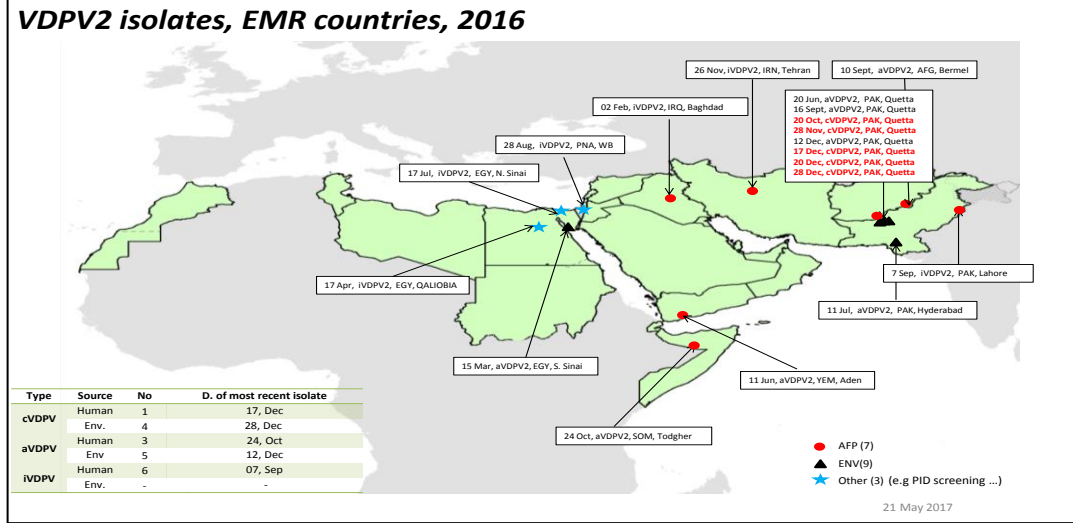 VDPV2 isolates, EMR countries, 2016
26 Nov, iVDPV2, IRN, Tehran
10 Sept, aVDPV2, AFG, Bermel
02 Feb, iVDPV2, IRQ, Baghdad
20 Jun, aVDPV2, PAK, Quetta
16 Sept, aVDPV2, PAK, Quetta
20 Oct, cVDPV2, PAK, Quetta
28 Nov, cVDPV2, PAK, Quetta
12 Dec, aVDPV2, PAK, Quetta
17 Dec, cVDPV2, PAK, Quetta
20 Dec, cVDPV2, PAK, Quetta
28 Dec, cVDPV2, PAK, Quetta
28 Aug, iVDPV2, PNA, WB
17 Jul, iVDPV2, EGY, N. Sinai
7 Sep, iVDPV2, PAK, Lahore
17 Apr, iVDPV2, EGY, QALIOBIA
11 Jul, aVDPV2, PAK, Hyderabad
15 Mar, aVDPV2, EGY, S. Sinai
11 Jun, aVDPV2, YEM, Aden
24 Oct, aVDPV2, SOM, Todgher
Type Source No D. of most recent isolate
cVDPV Human 1 17, Dec
Env. 4 28, Dec
aVDPV Human 3 24, Oct
Env 5 12, Dec
iVDPV Human 6 07, Sep
Env. - -
AFP (7)
ENV(9)
Other (3) (e.g PID screening ...)
21 May 2017